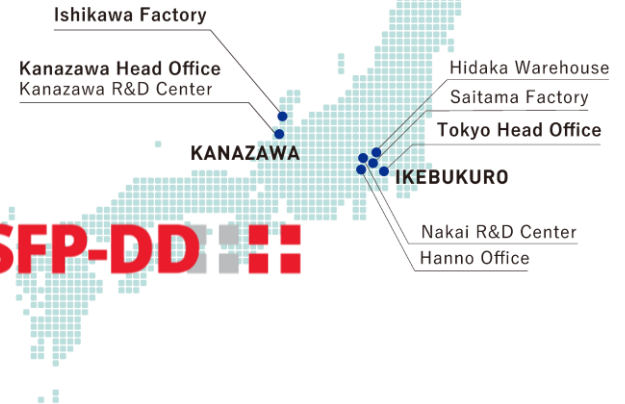 Ishikawa Factory
Kanazawa Head Office
Kanazawa R&D Center
KANAZAWA
Hidaka Warehouse
Saitama Factory
Tokyo Head Office
IKEBUKURO
Nakai R&D Center
Hanno Office
SFP-DD